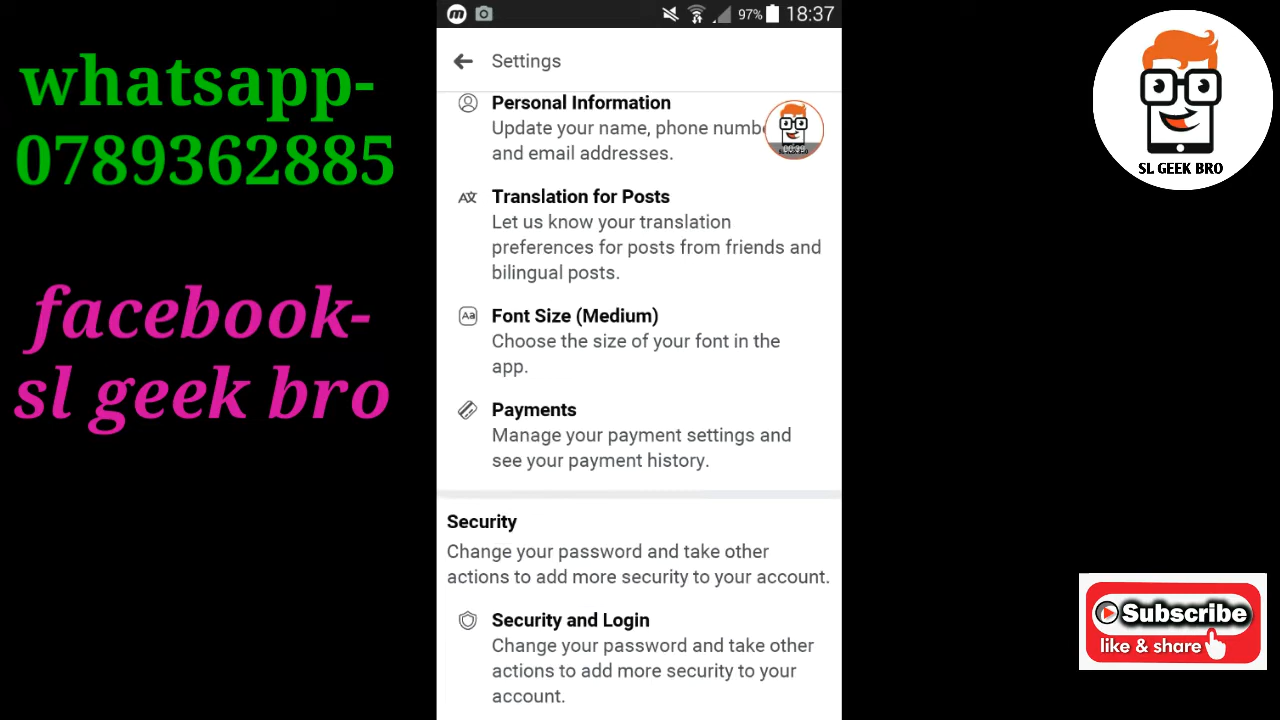 whatsapp-
0789362885
facebook-
sl geek bro
97% 18:37
Settings
Personal Information
Update your name, phone numbe
and email addresses.
Translation for Posts
Let us know your translation
preferences for posts from friends and
bilingual posts.
Font Size (Medium)
Choose the size of your font in the
app.
Payments
Manage your payment settings and
see your payment history.
Security
Change your password and take other
actions to add more security to your account.
Security and Login
Change your password and take other
actions to add more security to your
account.
SL GEEK BRO
Subscribe
like & share